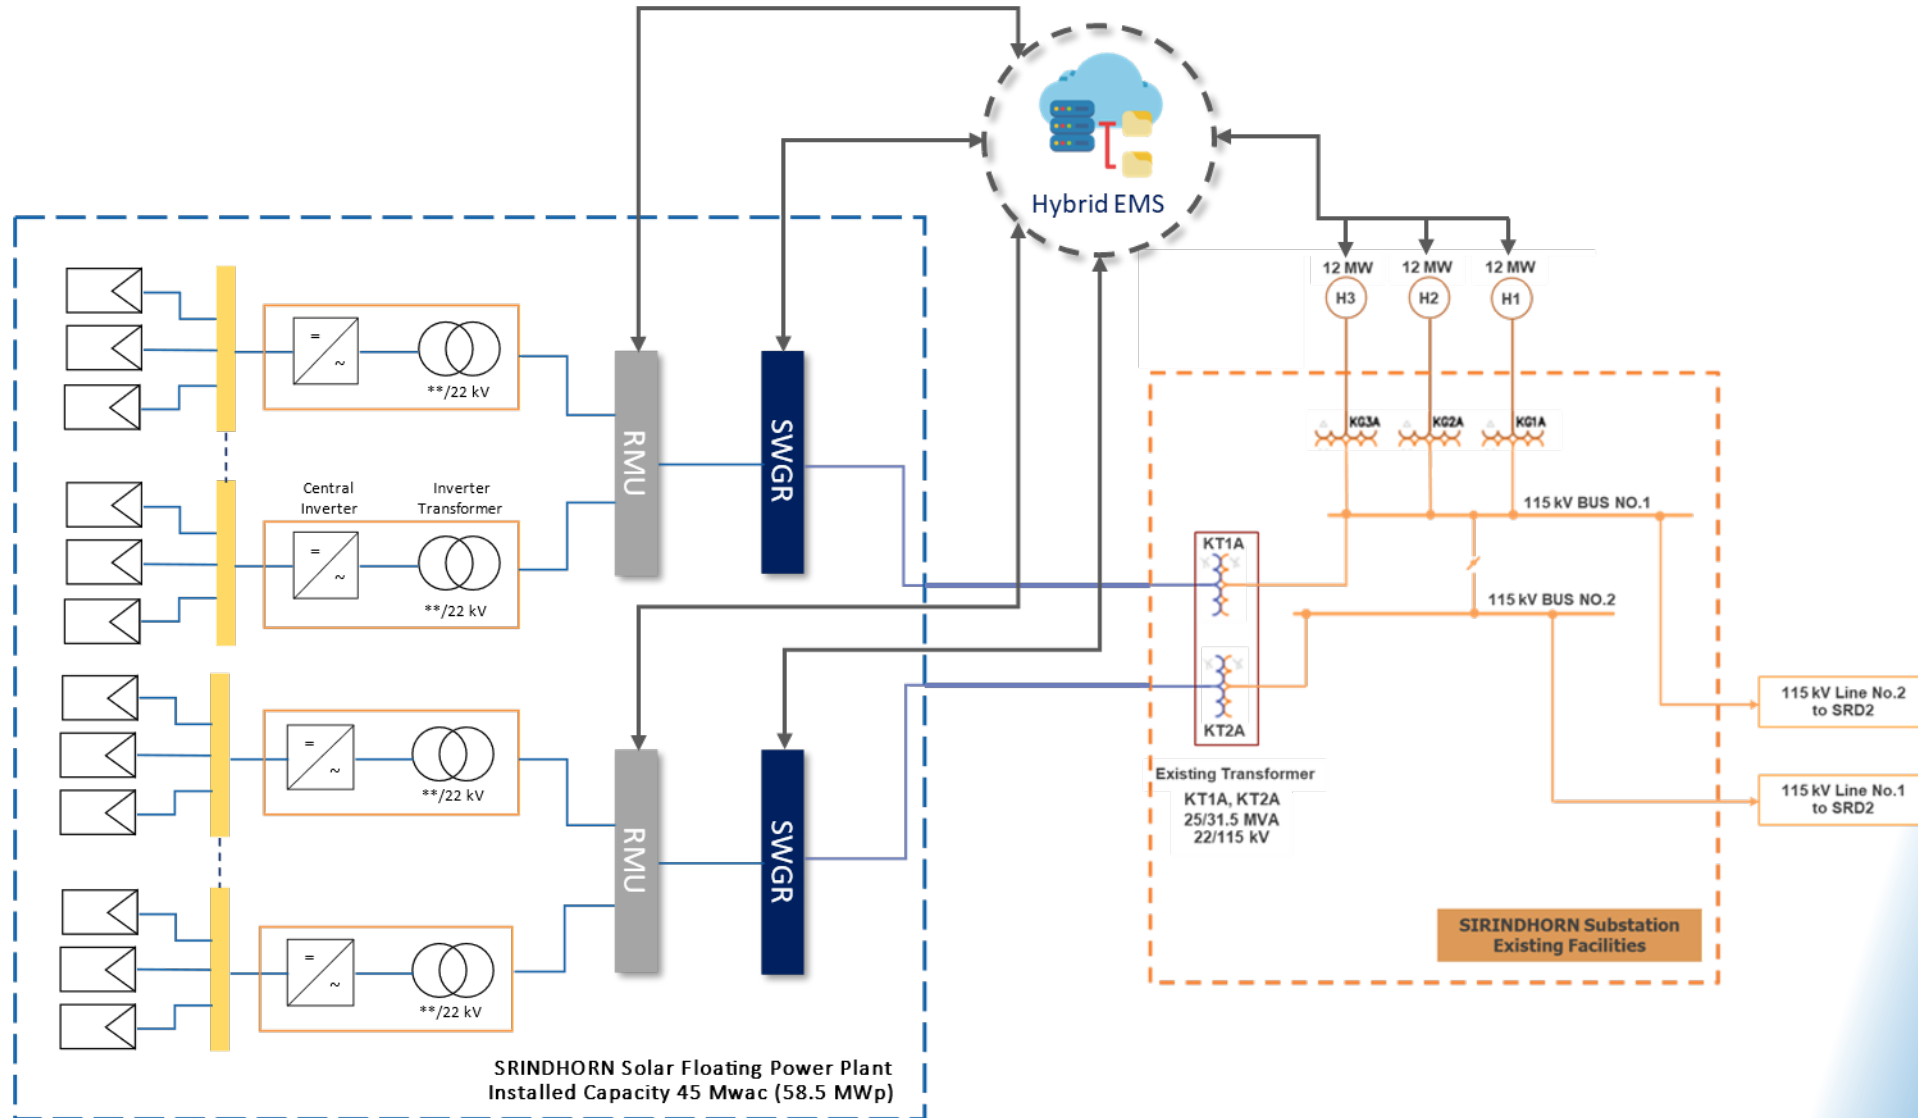 Hybrid EMS
12 MW
12 MW
12 MW
H3
H2
H1
**/22 kV
RMU
SWGR
KG3A
KG2A
KG1A
Central
Inverter
Inverter
Transformer
**/22 kV
115 kV BUS NO.1
KT1A
115 kV BUS NO.2
KT2A
**/22 kV
RMU
SWGR
115 kV Line No.2
to SRD2
Existing Transformer
KT1A, KT2A
25/31.5 MVA
22/115 kV
115 kV Line No.1
to SRD2
**/22 kV
SIRINDHORN Substation
Existing Facilities
SRINDHORN Solar Floating Power Plant
Installed Capacity 45 Mwac (58.5 MWp)